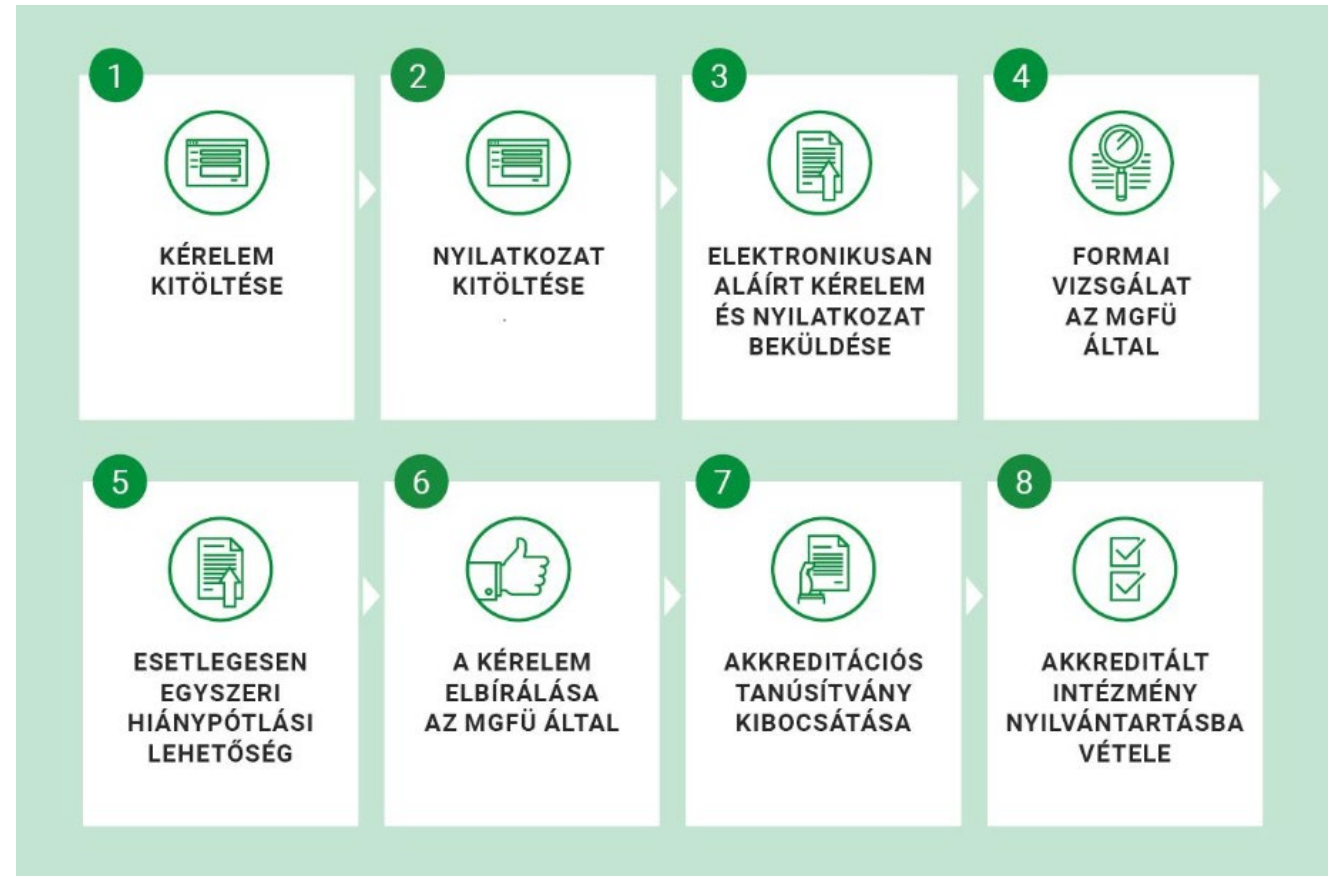 1
KÉRELEM
KITÖLTÉSE
2
NYILATKOZAT
KITÖLTÉSE
.
3
ELEKTRONIKUSAN
ALÁÍRT KÉRELEM
ÉS NYILATKOZAT
BEKÜLDÉSE
4
FORMAI
VIZSGÁLAT
AZ MGFÜ
ÁLTAL
5
ESETLEGESEN
EGYSZERI
HIÁNYPÓTLÁSI
LEHETŐSÉG
6
A KÉRELEM
ELBÍRÁLÁSA
AZ MGFÜ ÁLTAL
7
AKKREDITÁCIÓS
TANÚSÍTVÁNY
KIBOCSÁTÁSA
8
AKKREDITÁLT
INTÉZMÉNY
NYILVÁNTARTÁSBA
VÉTELE